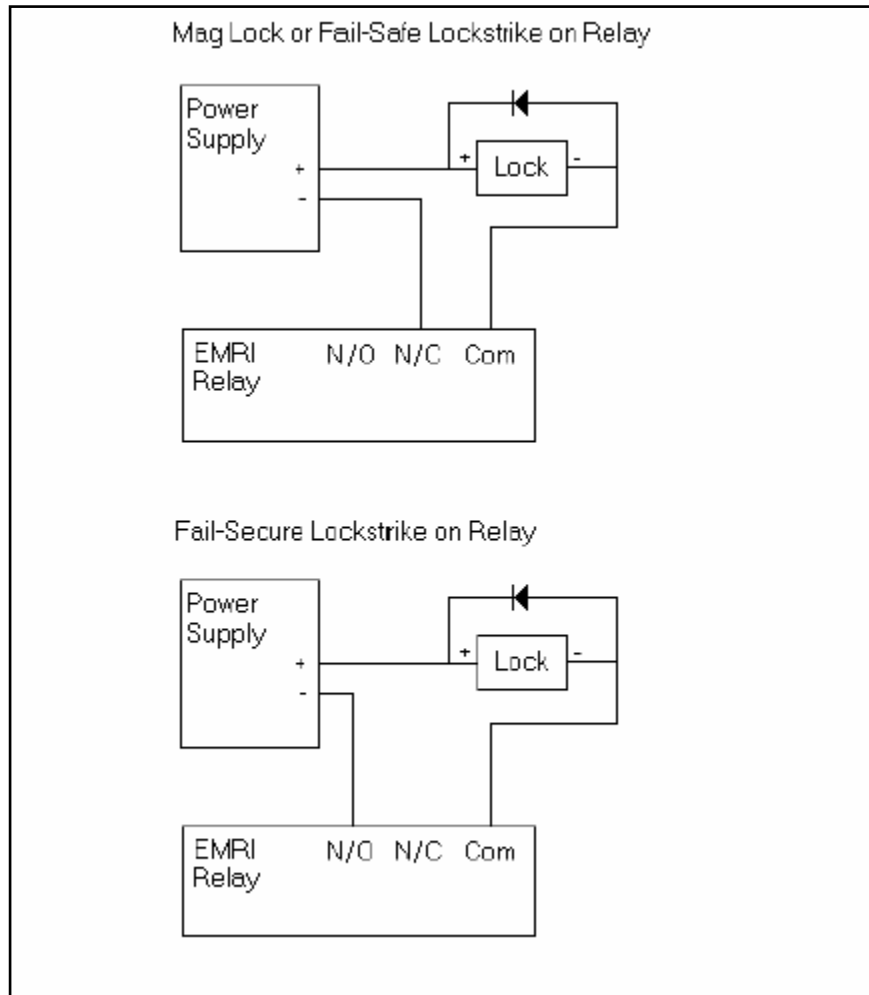 Mag Lock or Fail-Safe Lockstrike on Relay
Power
Supply
+
-
+ Lock -
EMRI N/O N/C Com
Relay
Fail-Secure Lockstrike on Relay
Power
Supply
+
-
+ Lock -
EMRI N/O N/C Com
Relay